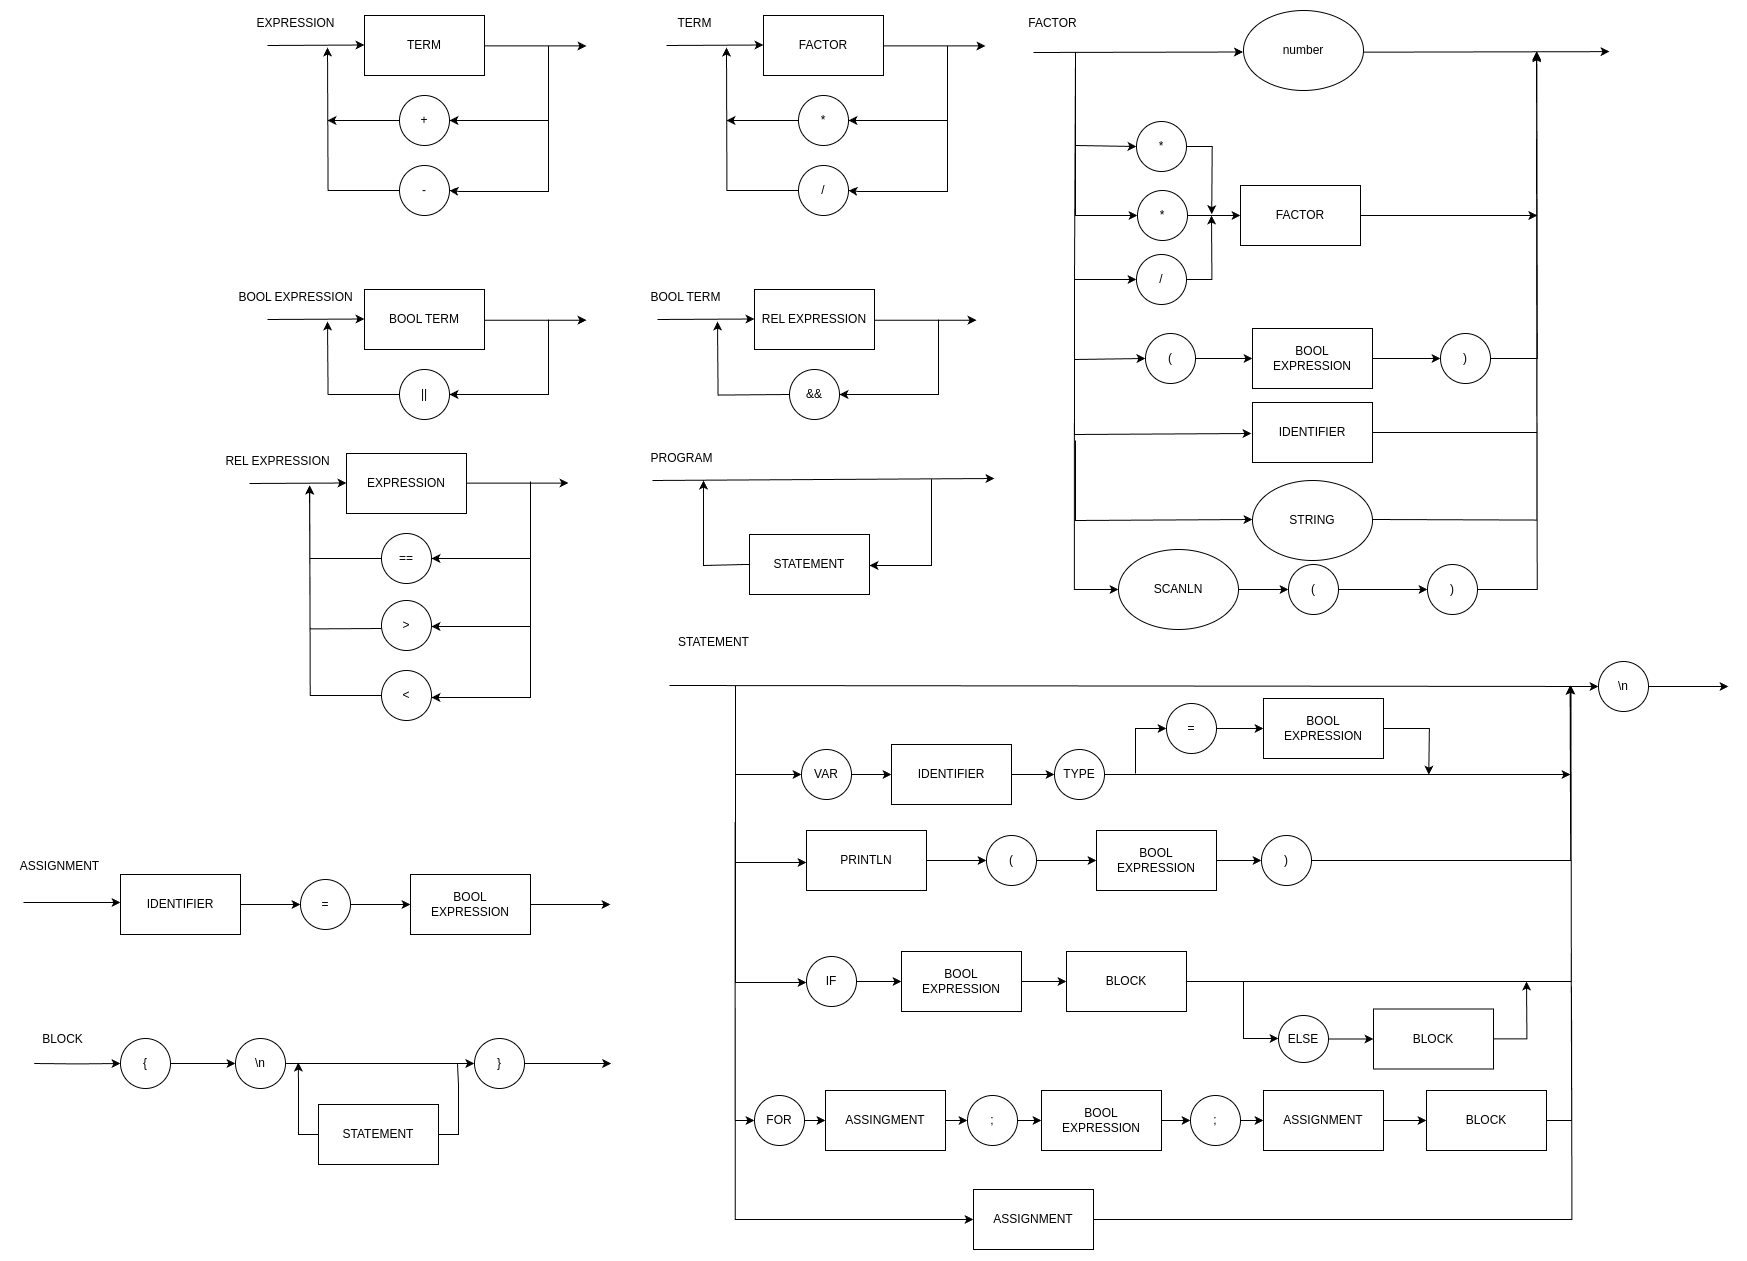 EXPRESSION
TERM
+
-
TERM
FACTOR
*
/
FACTOR
number
*
*
/
FACTOR
(
BOOL
EXPRESSION
)
IDENTIFIER
STRING
SCANLN
(
)
BOOL EXPRESSION
BOOL TERM
||
BOOL TERM
REL EXPRESSION
&&
REL EXPRESSION
EXPRESSION
==
>
<
PROGRAM
STATEMENT
STATEMENT
\n
VAR
IDENTIFIER
TYPE
=
BOOL
EXPRESSION
PRINTLN
(
BOOL
EXPRESSION
)
IF
BOOL
EXPRESSION
BLOCK
ELSE
BLOCK
FOR
ASSINGMENT
;
BOOL
EXPRESSION
;
ASSIGNMENT
BLOCK
ASSIGNMENT
ASSIGNMENT
IDENTIFIER
=
BOOL
EXPRESSION
BLOCK
{
\n
STATEMENT
}